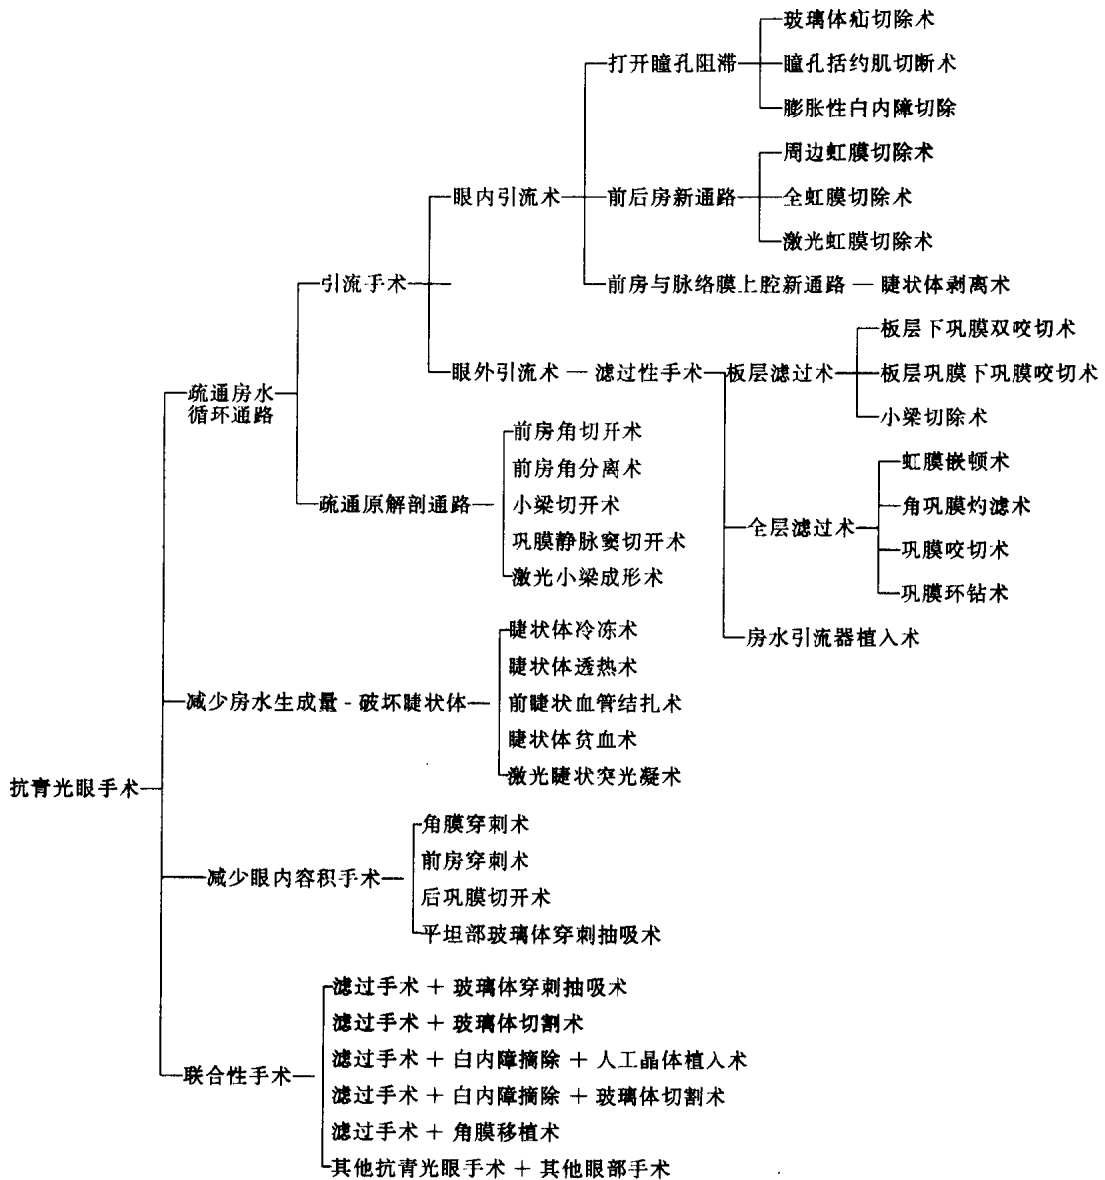 玻璃体疝切除术
打开瞳孔阻滞
瞳孔括约肌切断术
膨胀性白内障切除
周边虹膜切除术
眼内引流术
前后房新通路
全虹膜切除术
激光虹膜切除术
引流手术
前房与脉络膜上腔新通路 — 睫状体剥离术
板层下巩膜双咬切术
眼外引流术 — 滤过性手术
板层滤过术
板层巩膜下巩膜咬切术
小梁切除术
疏通房水
循环通路
前房角切开术
前房角分离术
疏通原解剖通路
小梁切开术
巩膜静脉窦切开术
激光小梁成形术
虹膜嵌顿术
角巩膜灼滤术
全层滤过术
巩膜咬切术
巩膜环钻术
房水引流器植入术
睫状体冷冻术
睫状体透热术
减少房水生成量 - 破坏睫状体
前睫状血管结扎术
睫状体贫血术
激光睫状突光凝术
抗青光眼手术
角膜穿刺术
前房穿刺术
减少眼内容积手术
后巩膜切开术
平坦部玻璃体穿刺抽吸术
滤过手术 + 玻璃体穿刺抽吸术
滤过手术 + 玻璃体切割术
滤过手术 + 白内障摘除 + 人工晶体植入术
联合性手术
滤过手术 + 白内障摘除 + 玻璃体切割术
滤过手术 + 角膜移植术
其他抗青光眼手术 + 其他眼部手术